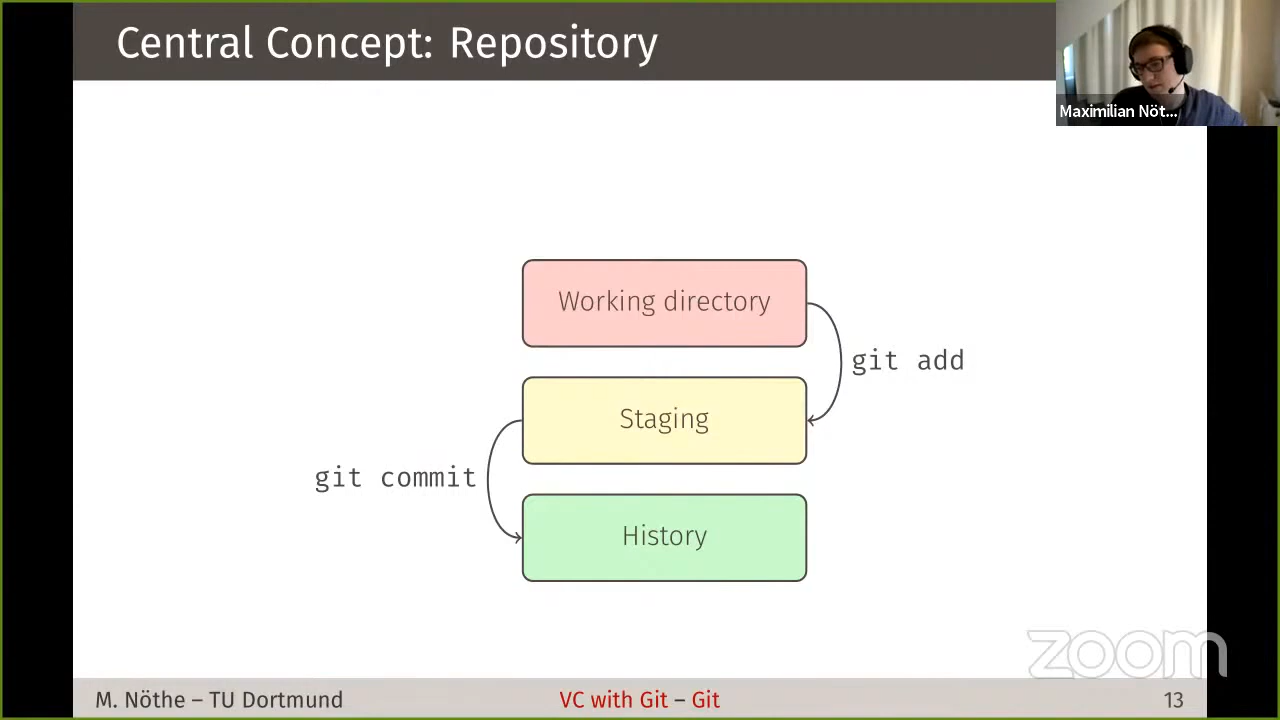 Central Concept: Repository
Maximilian Nöt...
Working directory
git add
Staging
git commit
History
zoom
M. Nöthe – TU Dortmund
VC with Git – Git
13